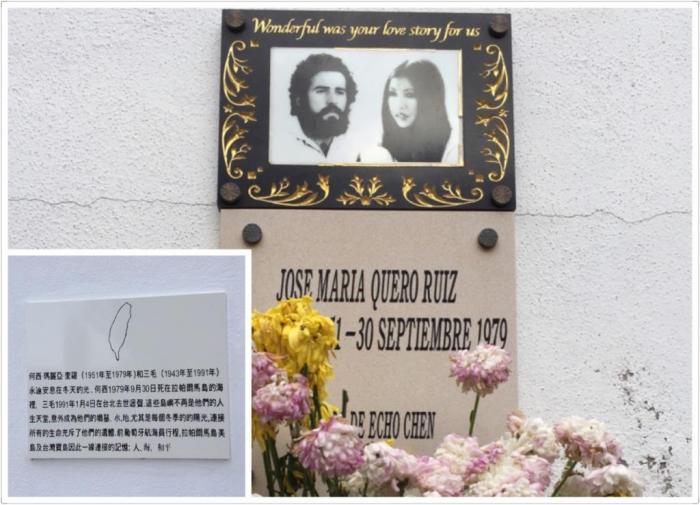 Wonderful was your love story for us
JOSE MARIA QUERO RUIZ
1-30 SEPTIEMBRE 1979
DE ECHO CHEN
何西·瑪麗亞·奎羅(1951年至1979年)和三毛(1943年至1991年)
永遠安息在冬天的光。何西1979年9月30日死在拉帕爾馬島的海
裡,三毛1991年1月4日在台北去世過聲,這些島嶼不再是他們的人
生天堂,意外成為他們的墳墓.水,地,尤其是每個冬季的的陽光,連接
所有的生命充斥了他們的遺體.前葡萄牙航海員行程,拉帕爾馬島美
島及台灣寶島因此一線連接的記憶:人,海, 和平